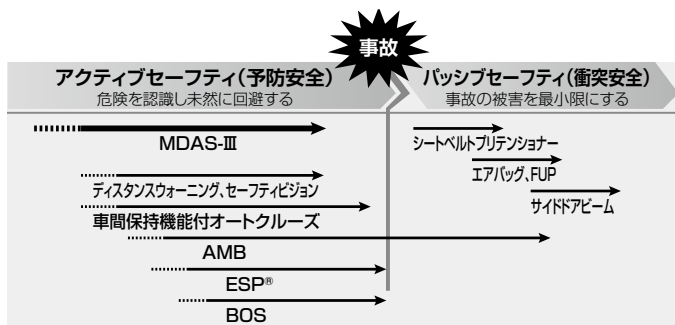 事故
アクティブセーフティ(予防安全)
危険を認識し未然に回避する
パッシブセーフティ(衝突安全)
事故の被害を最小限にする
MDAS-Ⅲ
シートベルトプリテンショナー
エアバッグ、FUP
ディスタンスウォーニング、セーフティビジョン
サイドドアビーム
車間保持機能付オートクルーズ
AMB
ESP®
BOS